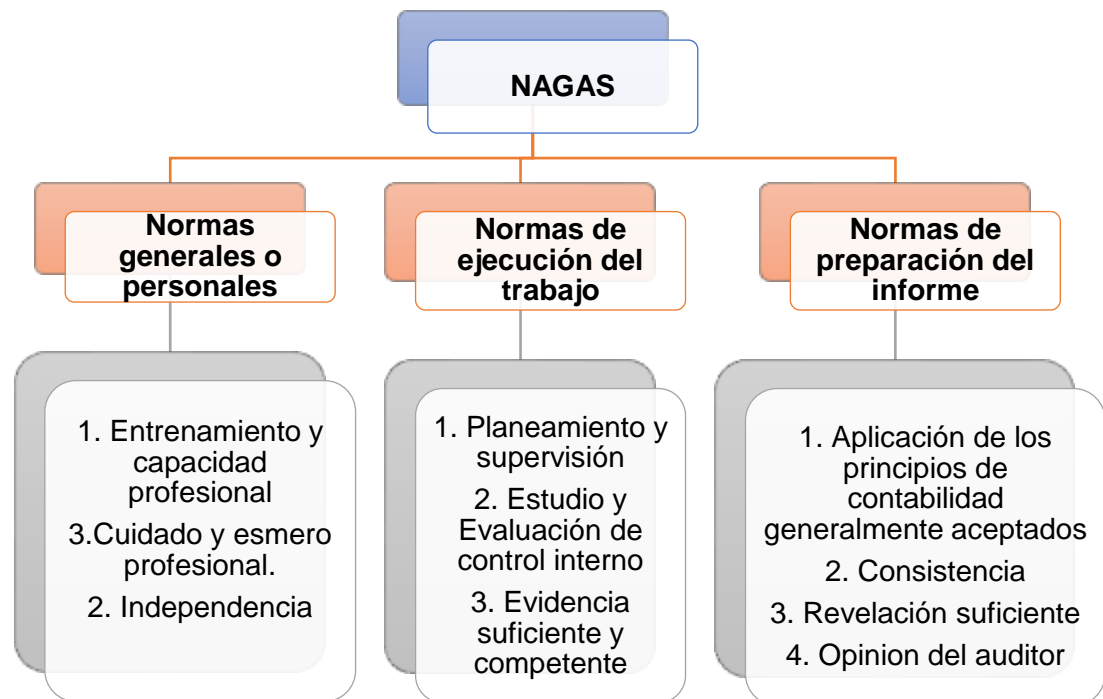 NAGAS
Normas
generales o
personales
Normas de
ejecución del
trabajo
Normas de
preparación del
informe
1. Entrenamiento y
capacidad
profesional
3.Cuidado y esmero
profesional.
2. Independencia
1. Planeamiento y
supervisión
2. Estudio y
Evaluación de
control interno
3. Evidencia
suficiente y
competente
1. Aplicación de los
principios de
contabilidad
generalmente aceptados
2. Consistencia
3. Revelación suficiente
4. Opinion del auditor